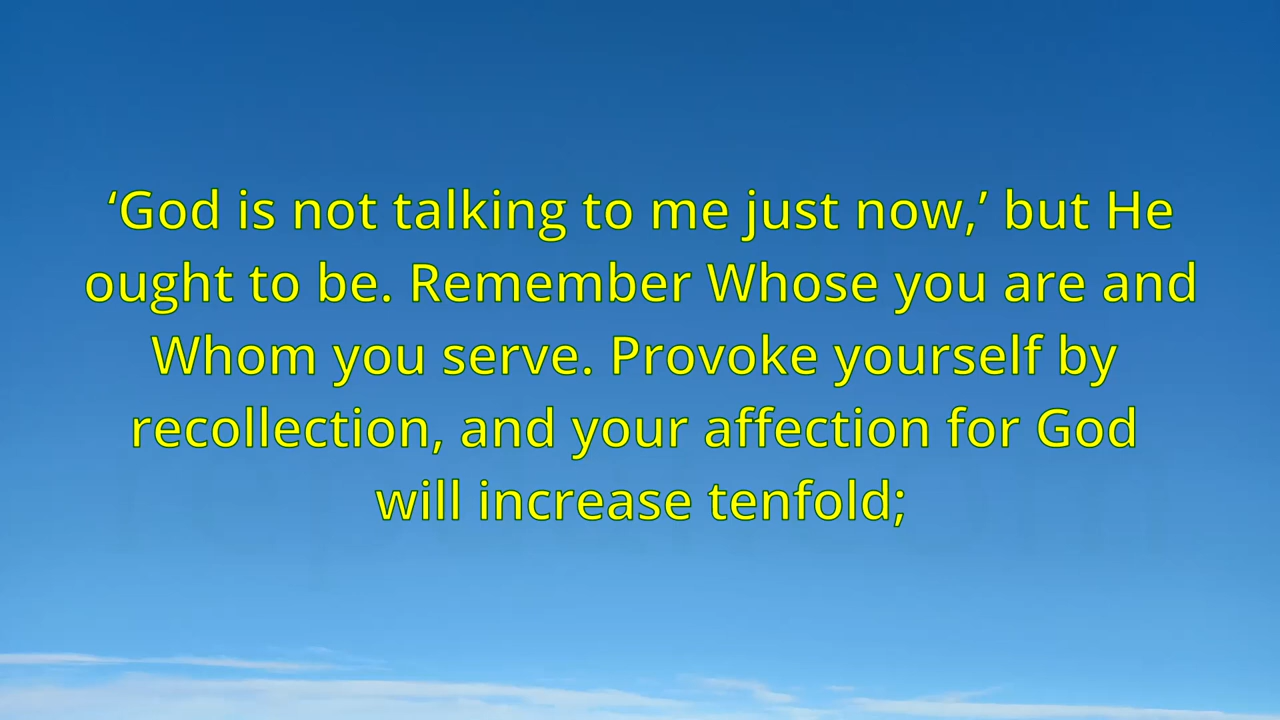 ‘God is not talking to me just now,’ but He
ought to be. Remember Whose you are and
Whom you serve. Provoke yourself by
recollection, and your affection for God
will increase tenfold;